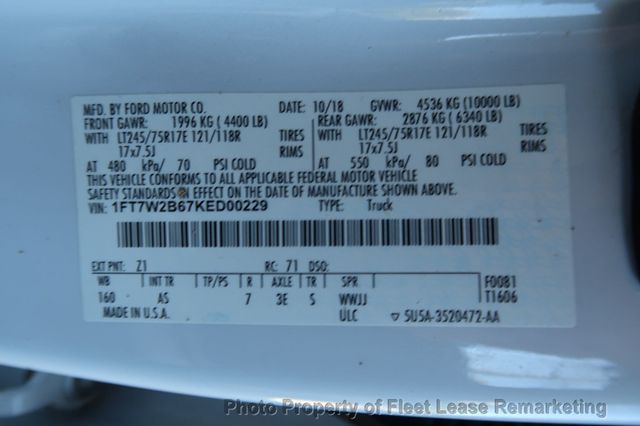 MFD. BY FORD MOTOR CO. DATE: 10/18 GVWR: 4536 KG (10000 LB)
FRONT GAWR: 1996 KG (4400 LB) REAR GAWR: 2876 KG (6340 LB)
WITH LT245/75R17E 121/118R TIRES WITH LT245/75R17E 121/118R TIRES
17x7.5J RIMS 17x7.5J RIMS
AT 480 kPa/ 70 PSI COLD AT 550 kPa/ 80 PSI COLD
THIS VEHICLE CONFORMS TO ALL APPLICABLE FEDERAL MOTOR VEHICLE
SAFETY STANDARDS IN EFFECT ON THE DATE OF MANUFACTURE SHOWN ABOVE.
VIN: 1FT7W2B67KED00229 TYPE: Truck
EXT PNT: Z1 RC: 71 DSO: F0081
WB INT TR TP/PS R AXLE TR SPR T1606
160 AS 7 3E S WWJJ
MADE IN U.S.A. ULC ▽ 5U5A-3520472-AA
Photo Property of Fleet Lease Remarketing